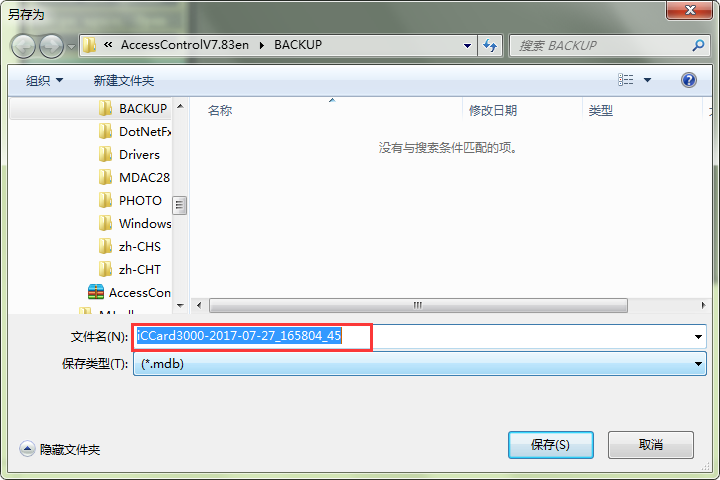 另存为
« AccessControlV7.83en ▸ BACKUP
搜索 BACKUP
组织
新建文件夹
BACKUP
DotNetFx
Drivers
MDAC28
PHOTO
Windows
zh-CHS
zh-CHT
AccessCon
名称
修改日期
类型
没有与搜索条件匹配的项。
文件名(N):
iCCard3000-2017-07-27_165804_45
保存类型(T):
(*.mdb)
隐藏文件夹
保存(S)
取消